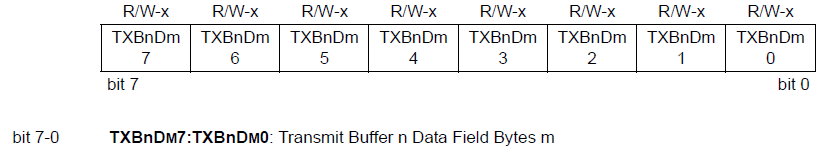 R/W-x R/W-x R/W-x R/W-x R/W-x R/W-x R/W-x R/W-x
TXBnDm TXBnDm TXBnDm TXBnDm TXBnDm TXBnDm TXBnDm TXBnDm
7 6 5 4 3 2 1 0
bit 7 bit 0
bit 7-0 TXBnDM7:TXBnDM0: Transmit Buffer n Data Field Bytes m